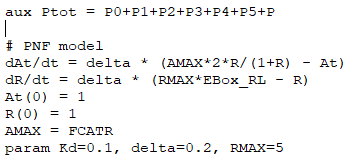 aux Ptot = P0+P1+P2+P3+P4+P5+P
# PNF model
dAt/dt = delta * (AMAX*2*R/(1+R) - At)
dR/dt = delta * (RMAX*EBox_RL - R)
At(0) = 1
R(0) = 1
AMAX = FCATR
param Kd=0.1, delta=0.2, RMAX=5